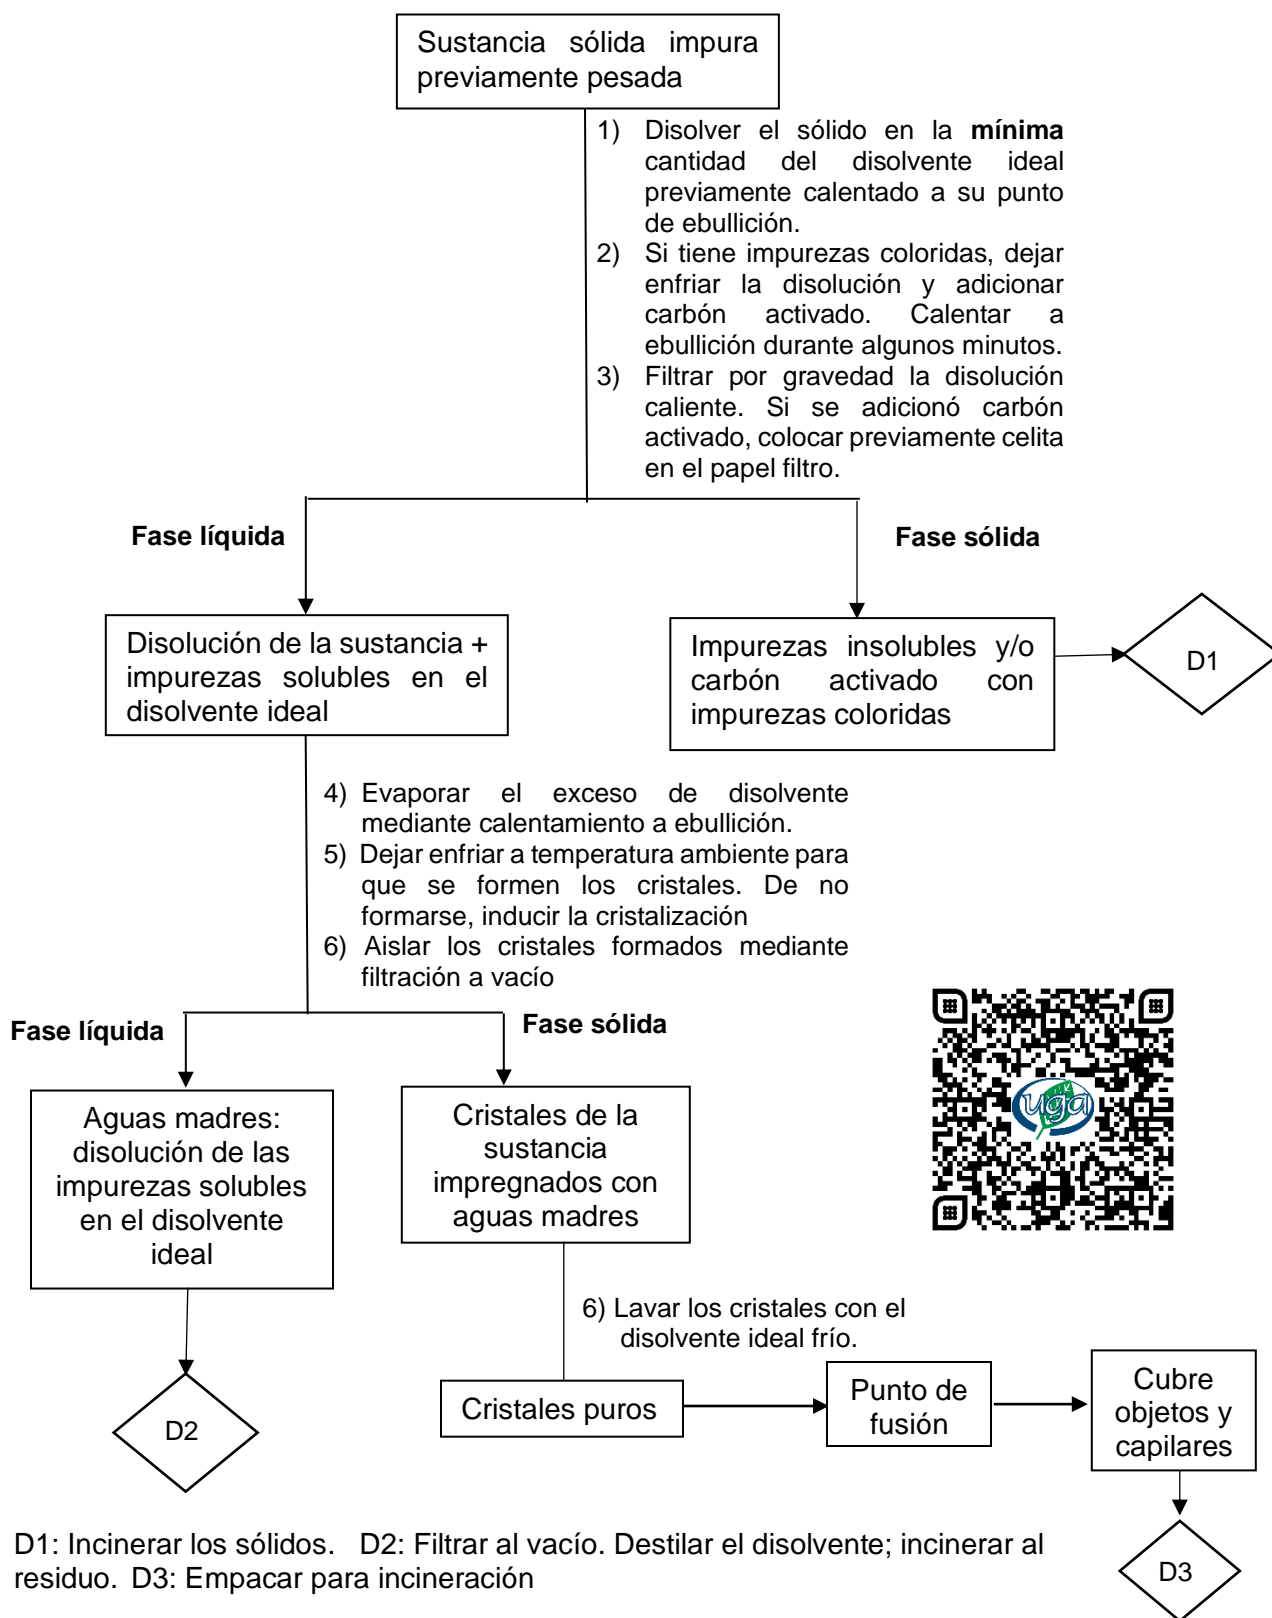 Sustancia sólida impura
previamente pesada
1) Disolver el sólido en la mínima
cantidad del disolvente ideal
previamente calentado a su punto
de ebullición.
2) Si tiene impurezas coloridas, dejar
enfriar la disolución y adicionar
carbón activado. Calentar a
ebullición durante algunos minutos.
3) Filtrar por gravedad la disolución
caliente. Si se adicionó carbón
activado, colocar previamente celita
en el papel filtro.
Fase líquida
Fase sólida
Disolución de la sustancia +
impurezas solubles en el
disolvente ideal
Impurezas insolubles y/o
carbón activado con
impurezas coloridas
D1
4) Evaporar el exceso de disolvente
mediante calentamiento a ebullición.
5) Dejar enfriar a temperatura ambiente para
que se formen los cristales. De no
formarse, inducir la cristalización
6) Aislar los cristales formados mediante
filtración a vacío
Fase líquida
Fase sólida
Aguas madres:
disolución de las
impurezas solubles
en el disolvente
ideal
Cristales de la
sustancia
impregnados con
aguas madres
uga
6) Lavar los cristales con el
disolvente ideal frío.
D2
Cristales puros
Punto de
fusión
Cubre
objetos y
capilares
D1: Incinerar los sólidos. D2: Filtrar al vacío. Destilar el disolvente; incinerar al
residuo. D3: Empacar para incineración
D3